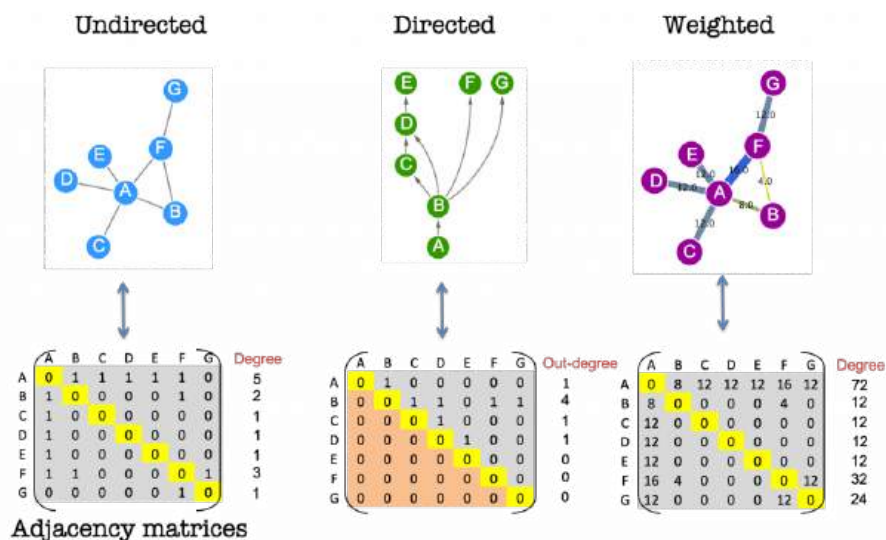 Undirected Directed Weighted
G
E F
D A
B
C
E F G
D
C
B
A
G
12.0
F
E 16.0
12.0 4.0
D 12.0 A
8.0 B
12.0
C
A B C D E F G Degree
A 0 1 1 1 1 1 0 5
B 1 0 0 0 0 1 0 2
C 1 0 0 0 0 0 0 1
D 1 0 0 0 0 0 0 1
E 1 0 0 0 0 0 0 1
F 1 1 0 0 0 0 1 3
G 0 0 0 0 0 1 0 1
A B C D E F G Out-degree
A 0 1 0 0 0 0 0 1
B 0 0 1 1 0 1 1 4
C 0 0 0 1 0 0 0 1
D 0 0 0 0 1 0 0 1
E 0 0 0 0 0 0 0 0
F 0 0 0 0 0 0 0 0
G 0 0 0 0 0 0 0 0
A B C D E F G Degree
A 0 8 12 12 12 16 12 72
B 8 0 0 0 0 4 0 12
C 12 0 0 0 0 0 0 12
D 12 0 0 0 0 0 0 12
E 12 0 0 0 0 0 0 12
F 16 4 0 0 0 0 12 32
G 12 0 0 0 0 12 0 24
Adjacency matrices